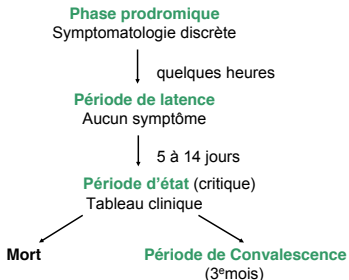 Phase prodromique
Symptomatologie discrète
quelques heures
Période de latence
Aucun symptôme
5 à 14 jours
Période d'état (critique)
Tableau clinique
Mort
Période de Convalescence
(3emois)